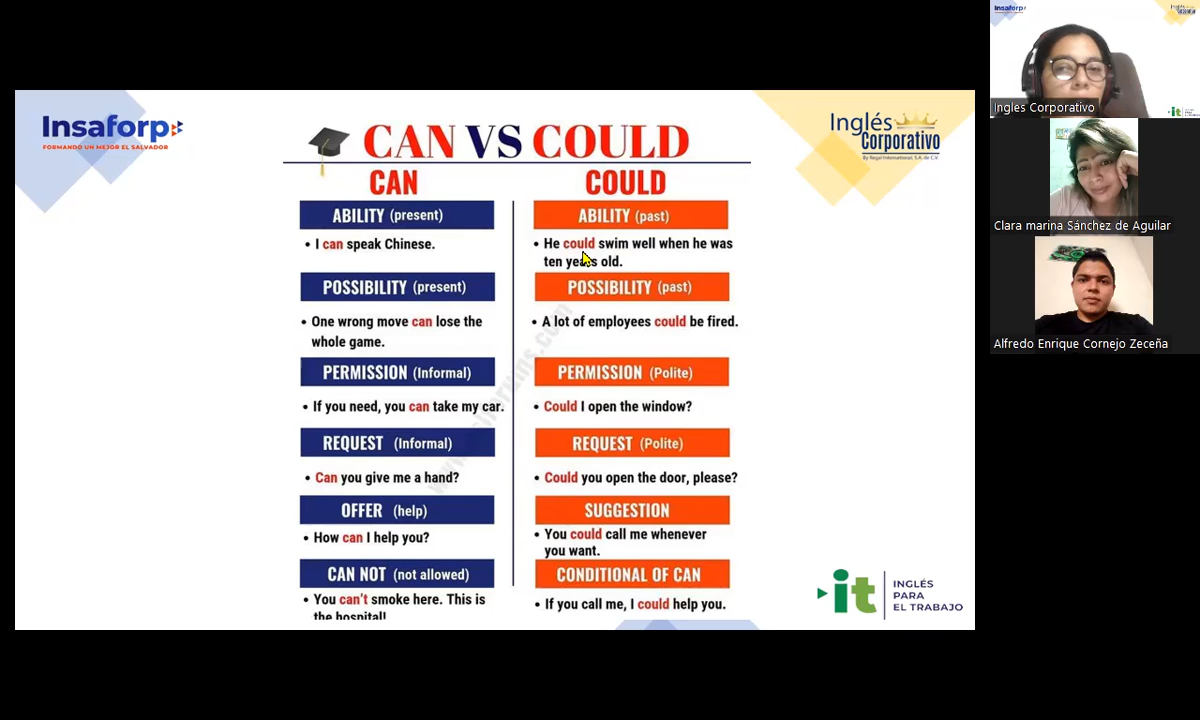 Insaforp
FORMANDO UN MEJOR EL SALVADOR
CAN VS COULD
Inglés
Corporativo
By Regal International, S.A. de C.V.
CAN
COULD
ABILITY (present)
ABILITY (past)
• I can speak Chinese.
• He could swim well when he was
ten years old.
POSSIBILITY (present)
POSSIBILITY (past)
• One wrong move can lose the
whole game.
• A lot of employees could be fired.
PERMISSION (Informal)
PERMISSION (Polite)
• If you need, you can take my car.
• Could I open the window?
REQUEST (Informal)
REQUEST (Polite)
• Can you give me a hand?
• Could you open the door, please?
OFFER (help)
SUGGESTION
• How can I help you?
• You could call me whenever
you want.
CAN NOT (not allowed)
CONDITIONAL OF CAN
• You can't smoke here. This is
the hospital!
• If you call me, I could help you.
it
INGLÉS
PARA
EL TRABAJO
Insaforp
Ingles Corporativo
Clara marina Sánchez de Aguilar
Alfredo Enrique Cornejo Zeceña